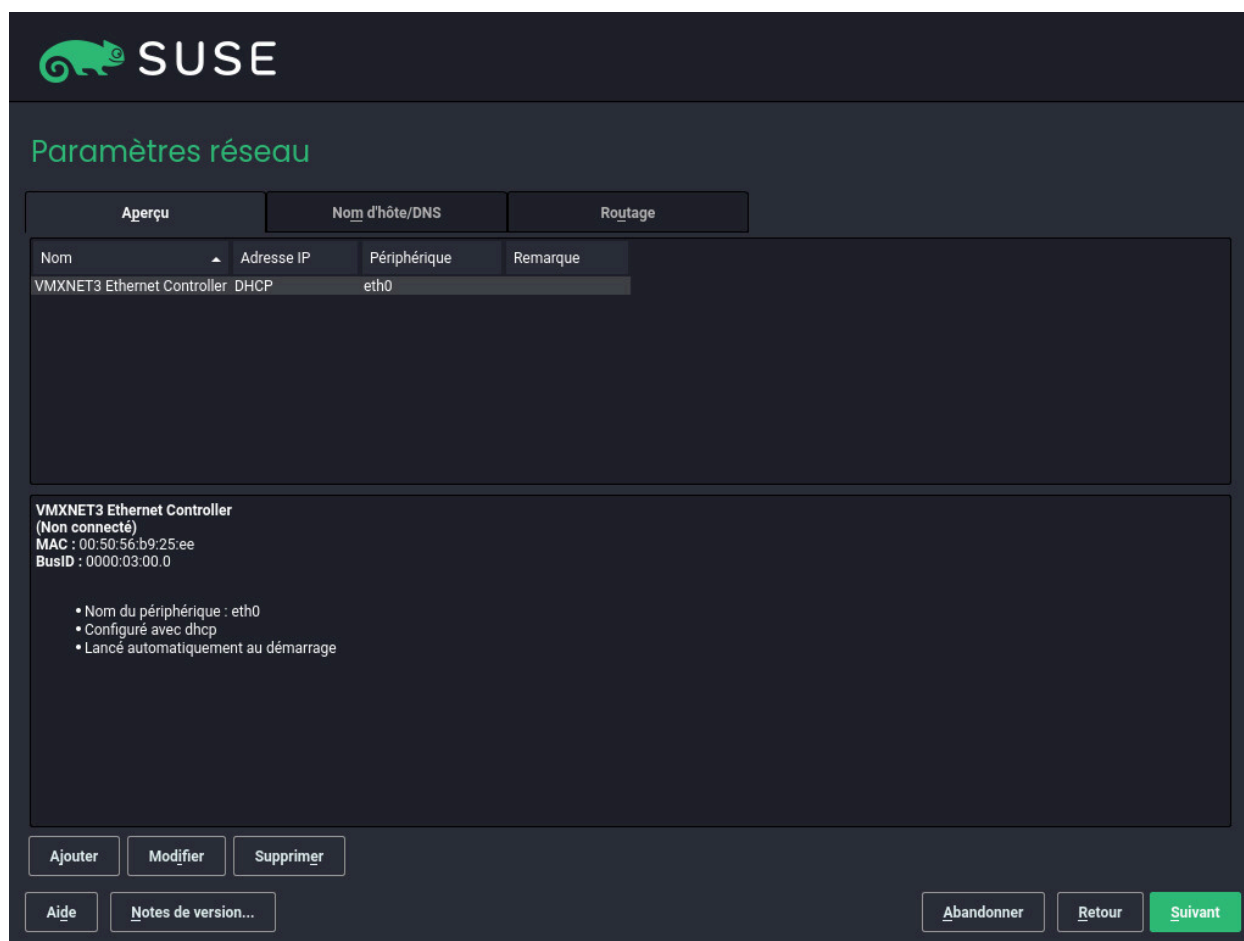 SUSE
Paramètres réseau
Aperçu Nom d'hôte/DNS Routage
Nom Adresse IP Périphérique Remarque
VMXNET3 Ethernet Controller DHCP eth0
VMXNET3 Ethernet Controller
(Non connecté)
MAC : 00:50:56:b9:25:ee
BusID : 0000:03:00.0
• Nom du périphérique : eth0
• Configuré avec dhcp
• Lancé automatiquement au démarrage
Ajouter Modifier Supprimer
Aide Notes de version... Abandonner Retour Suivant